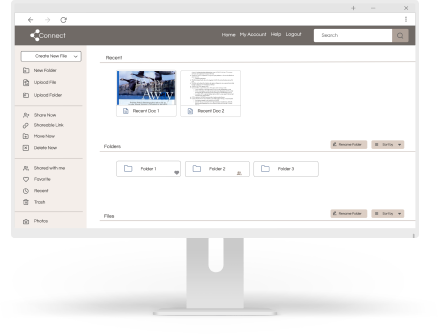 Connect
Home My Account Help Logout
Search
Create New File
New Folder
Upload File
Upload Folder
Share Now
Shareable Link
Move Now
Delete Now
Shared with me
Favorite
Recent
Trash
Photos
Recent
Recent Doc 1
Recent Doc 2
Folders
Rename Folder
Sort by
Folder 1
Folder 2
Folder 3
Files
Rename Folder
Sort by